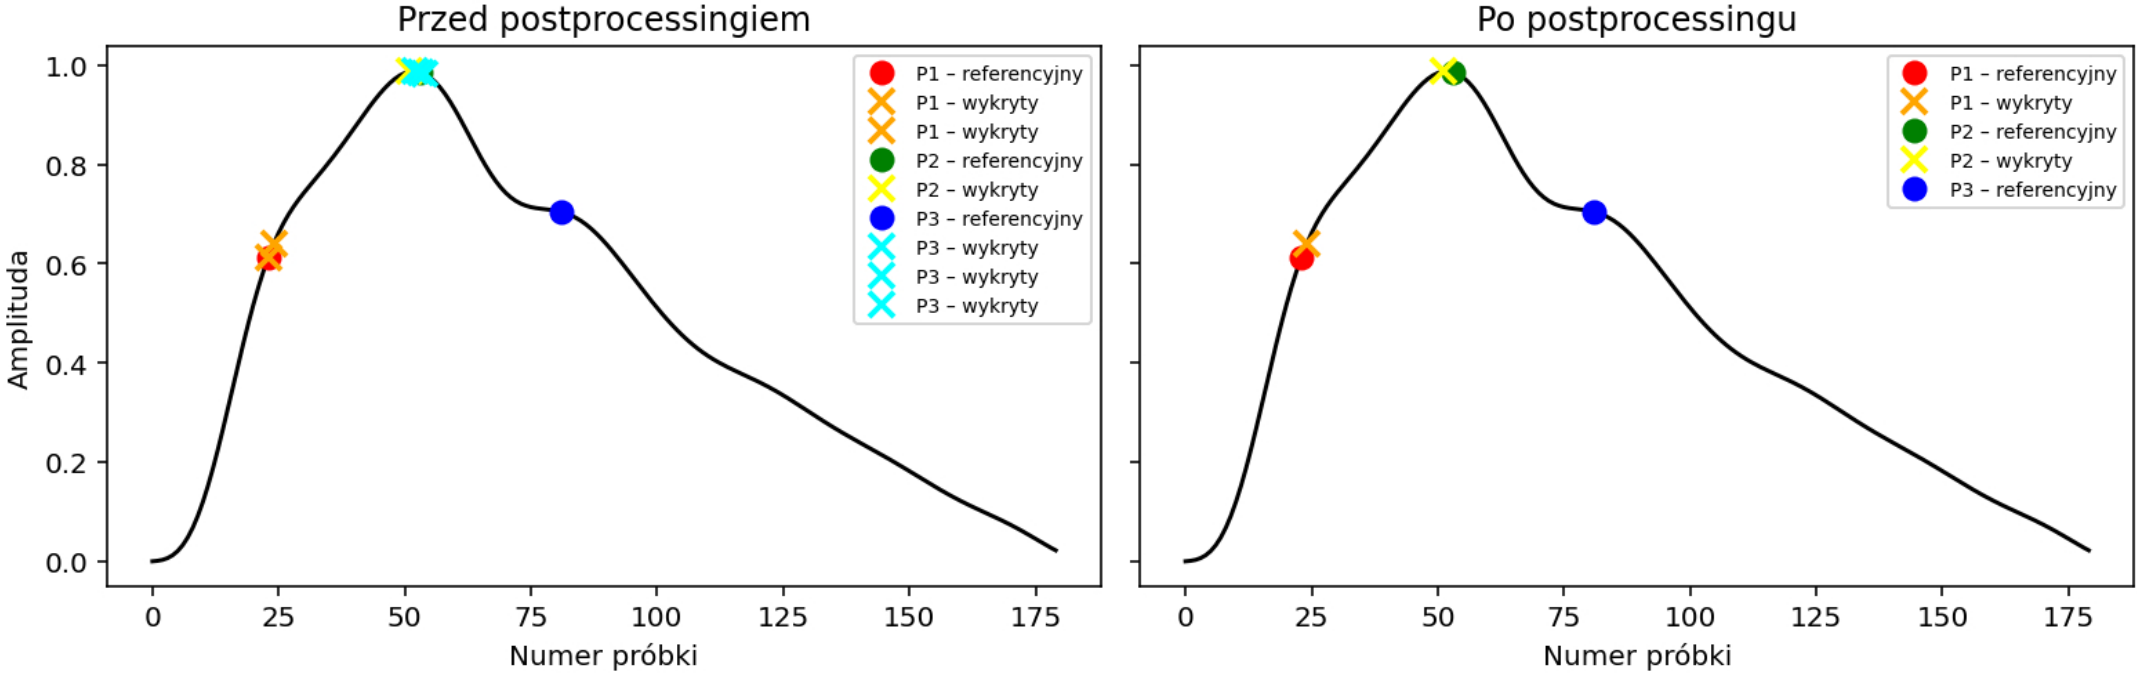 Przed postprocessingiem
Amplituda
1.0
0.8
0.6
0.4
0.2
0.0
0 25 50 75 100 125 150 175
Numer próbki
P1 – referencyjny
P1 – wykryty
P1 – wykryty
P2 – referencyjny
P2 – wykryty
P3 – referencyjny
P3 – wykryty
P3 – wykryty
P3 – wykryty
Po postprocessingu
P1 – referencyjny
P1 – wykryty
P2 – referencyjny
P2 – wykryty
P3 – referencyjny
0 25 50 75 100 125 150 175
Numer próbki